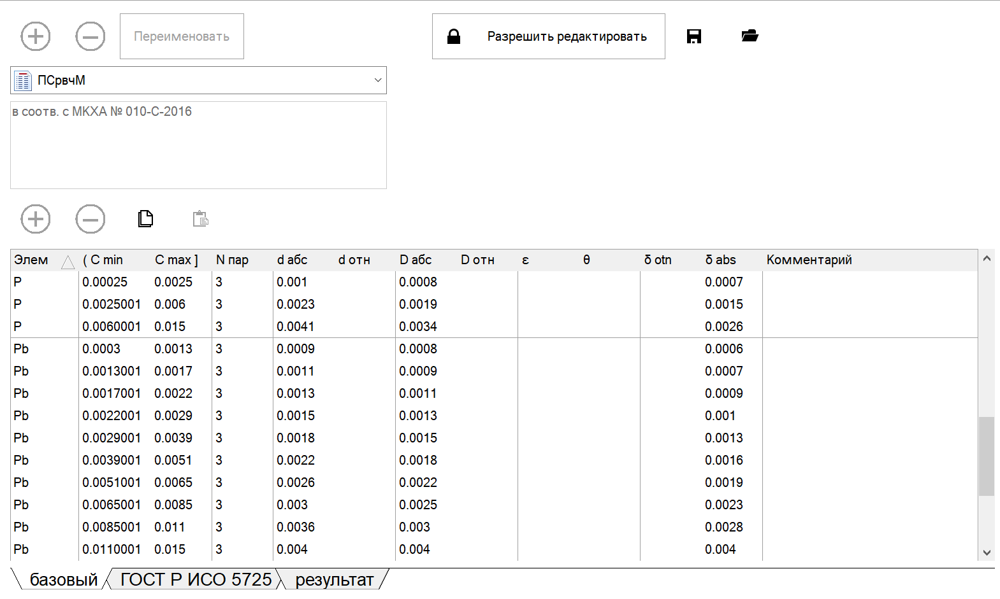 Переименовать Разрешить редактировать
ПСрвчМ
в соотв. с МКХА № 010-С-2016
Элем ( C min C max ] N пар d абс d отн D абс D отн ε θ δ otn δ abs Комментарий
P 0.00025 0.0025 3 0.001 0.0008 0.0007
P 0.0025001 0.006 3 0.0023 0.0019 0.0015
P 0.0060001 0.015 3 0.0041 0.0034 0.0026
Pb 0.0003 0.0013 3 0.0009 0.0008 0.0006
Pb 0.0013001 0.0017 3 0.0011 0.0009 0.0007
Pb 0.0017001 0.0022 3 0.0013 0.0011 0.0009
Pb 0.0022001 0.0029 3 0.0015 0.0013 0.001
Pb 0.0029001 0.0039 3 0.0018 0.0015 0.0013
Pb 0.0039001 0.0051 3 0.0022 0.0018 0.0016
Pb 0.0051001 0.0065 3 0.0026 0.0022 0.0019
Pb 0.0065001 0.0085 3 0.003 0.0025 0.0023
Pb 0.0085001 0.011 3 0.0036 0.003 0.0028
Pb 0.0110001 0.015 3 0.004 0.004 0.004
базовый ГОСТ Р ИСО 5725 результат